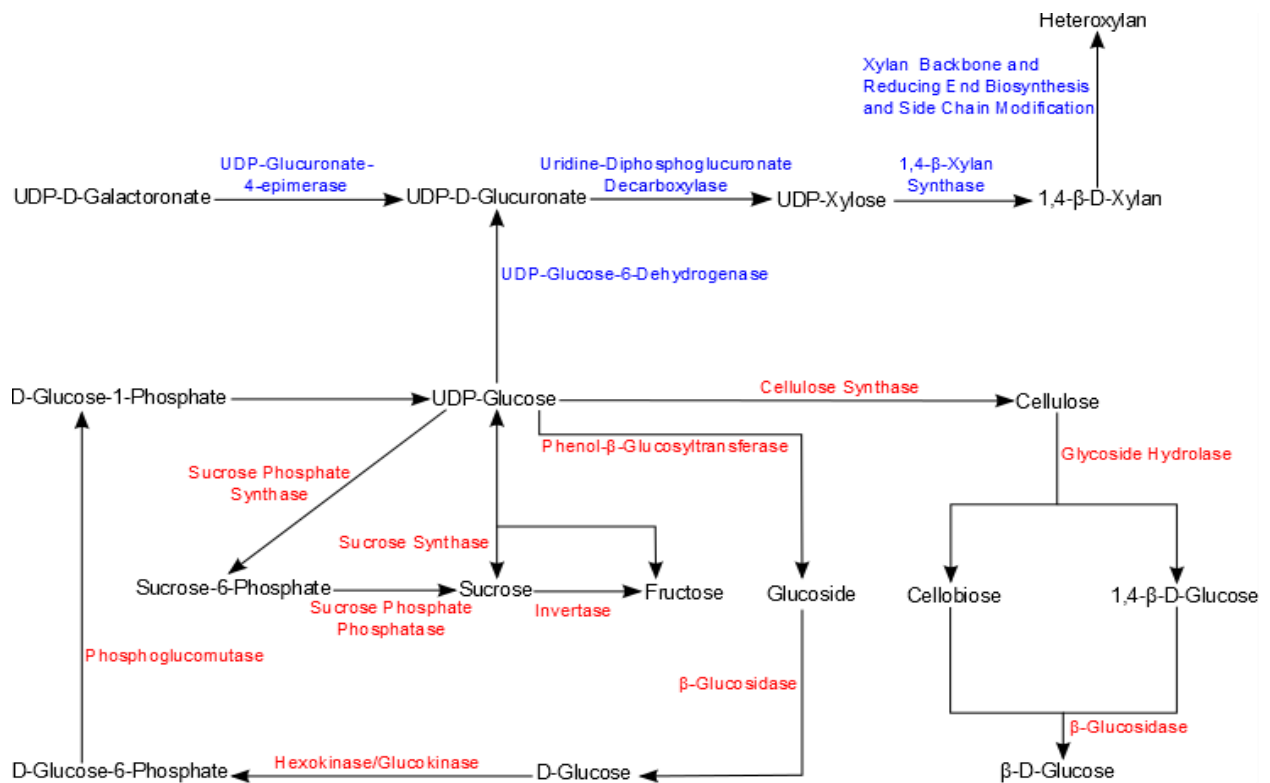 Heteroxylan
Xylan Backbone and
Reducing End Biosynthesis
and Side Chain Modification
UDP-Glucuronate-
4-epimerase
Uridine-Diphosphoglucuronate
Decarboxylase
1,4-β-Xylan
Synthase
UDP-D-Galactoronate
UDP-D-Glucuronate
UDP-Xylose
1,4-β-D-Xylan
UDP-Glucose-6-Dehydrogenase
D-Glucose-1-Phosphate
UDP-Glucose
Cellulose Synthase
Cellulose
Phenol-β-Glucosyltransferase
Glycoside Hydrolase
Sucrose Phosphate
Synthase
Sucrose Synthase
Sucrose-6-Phosphate
Sucrose
Fructose
Glucoside
Cellobiose
1,4-β-D-Glucose
Sucrose Phosphate
Phosphatase
Invertase
Phosphoglucomutase
β-Glucosidase
β-Glucosidase
D-Glucose-6-Phosphate
Hexokinase/Glucokinase
D-Glucose
β-D-Glucose